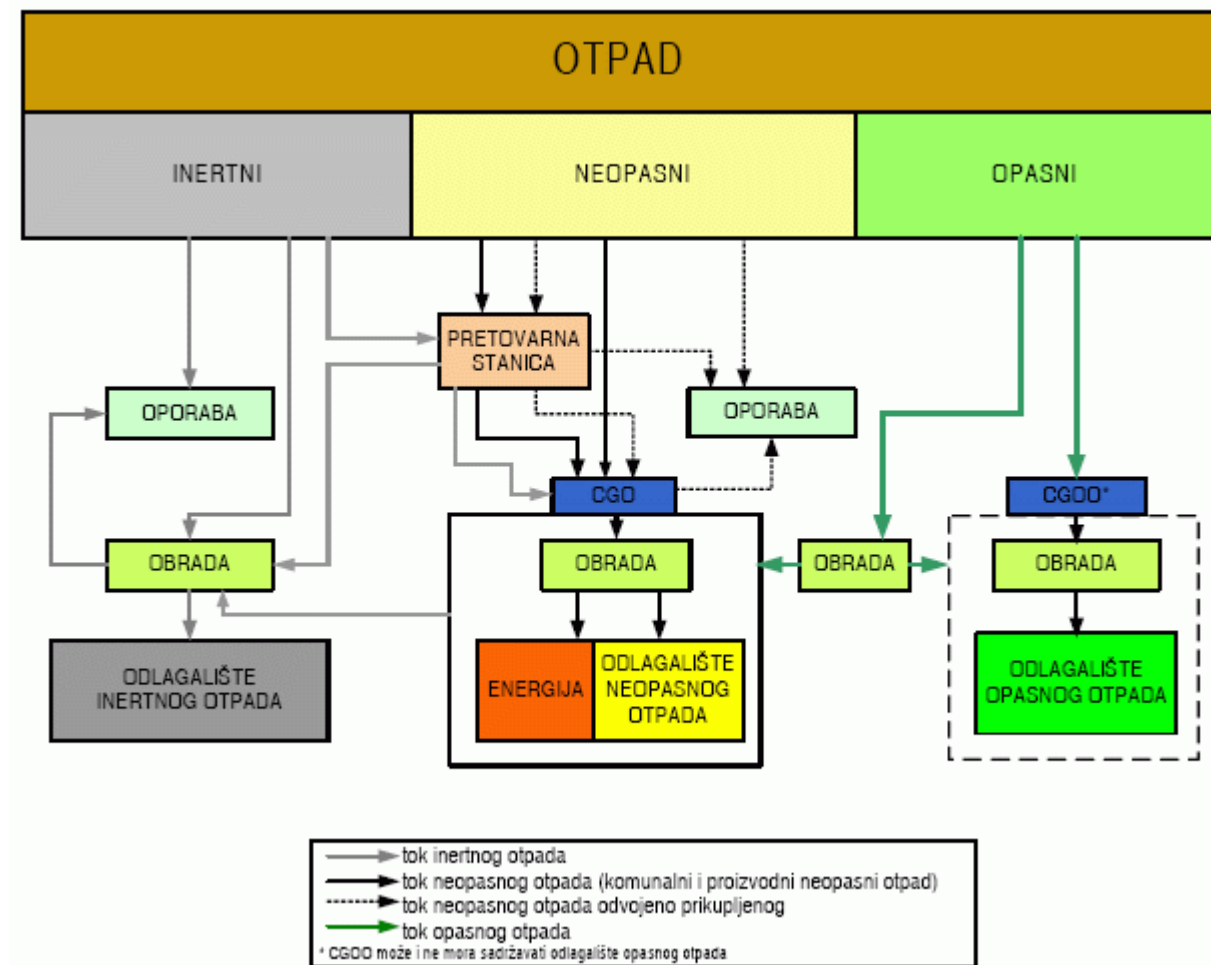 OTPAD
INERTNI
NEOPASNI
OPASNI
PRETOVARNA
STANICA
OPORABA
OPORABA
CGO
CGOO*
OBRADA
OBRADA
OBRADA
OBRADA
ODLAGALIŠTE
INERTNOG OTPADA
ENERGIJA
ODLAGALIŠTE
NEOPASNOG
OTPADA
ODLAGALIŠTE
OPASNOG OTPADA
tok inertnog otpada
tok neopasnog otpada (komunalni i proizvodni neopasni otpad)
tok neopasnog otpada odvojeno prikupljenog
tok opasnog otpada
* CGOO može i ne mora sadržavati odlagalište opasnog otpada